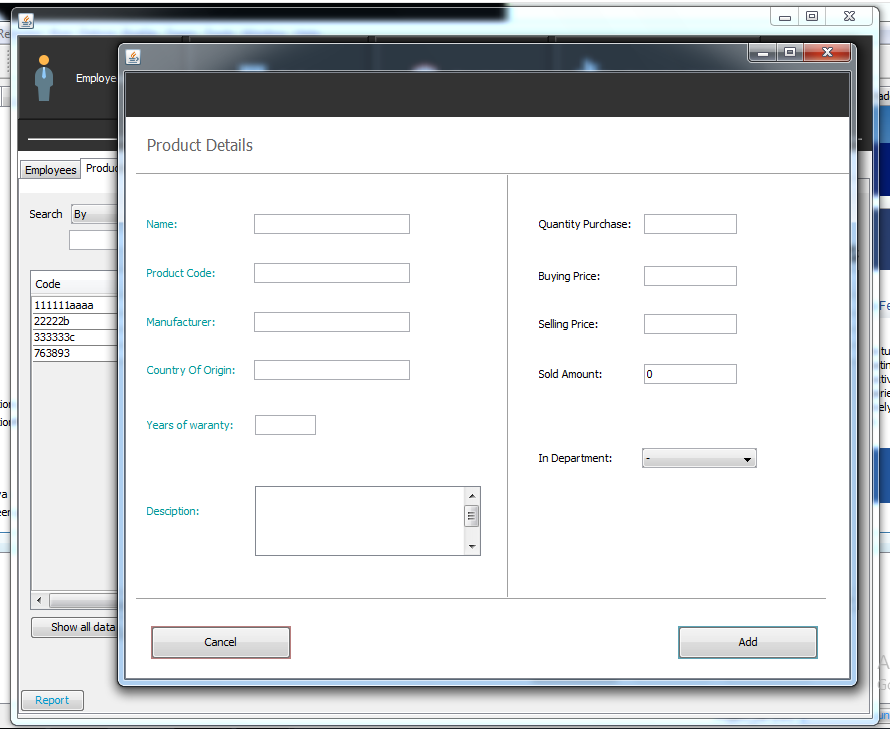 Employe
Employees
Produc
Search
By
Code
111111aaaa
22222b
333333c
763893
Show all data
Report
Product Details
Name:
Product Code:
Manufacturer:
Country Of Origin:
Years of waranty:
Desciption:
Quantity Purchase:
Buying Price:
Selling Price:
Sold Amount:
0
In Department:
-
Cancel
Add